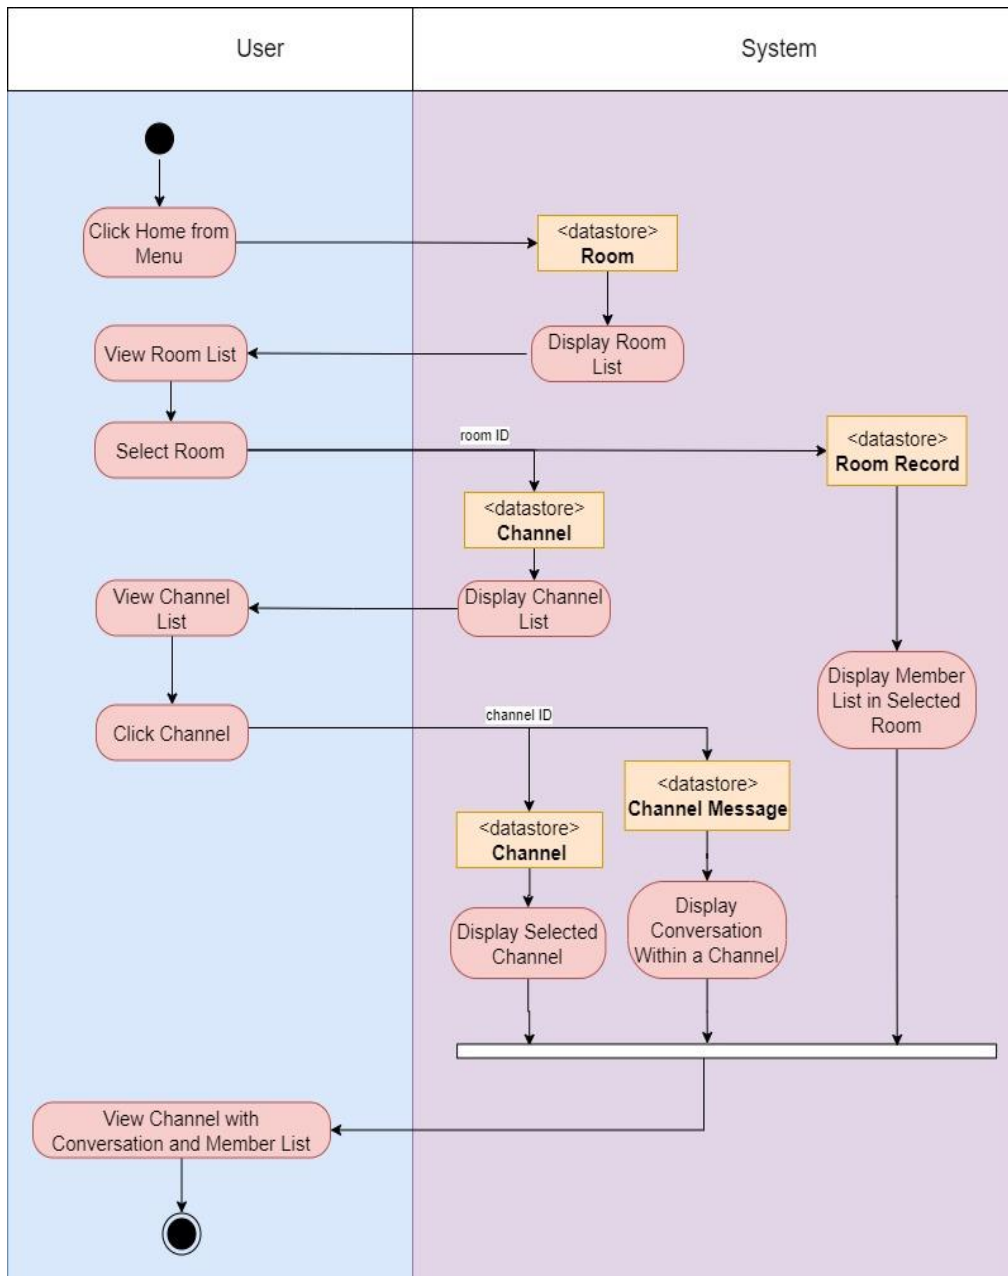 User
System
Click Home from
Menu
<datastore>
Room
View Room List
Display Room
List
Select Room
room ID
<datastore>
Room Record
<datastore>
Channel
View Channel
List
Display Channel
List
Display Member
List in Selected
Room
Click Channel
channel ID
<datastore>
Channel Message
<datastore>
Channel
Display Selected
Channel
Display
Conversation
Within a Channel
View Channel with
Conversation and Member List